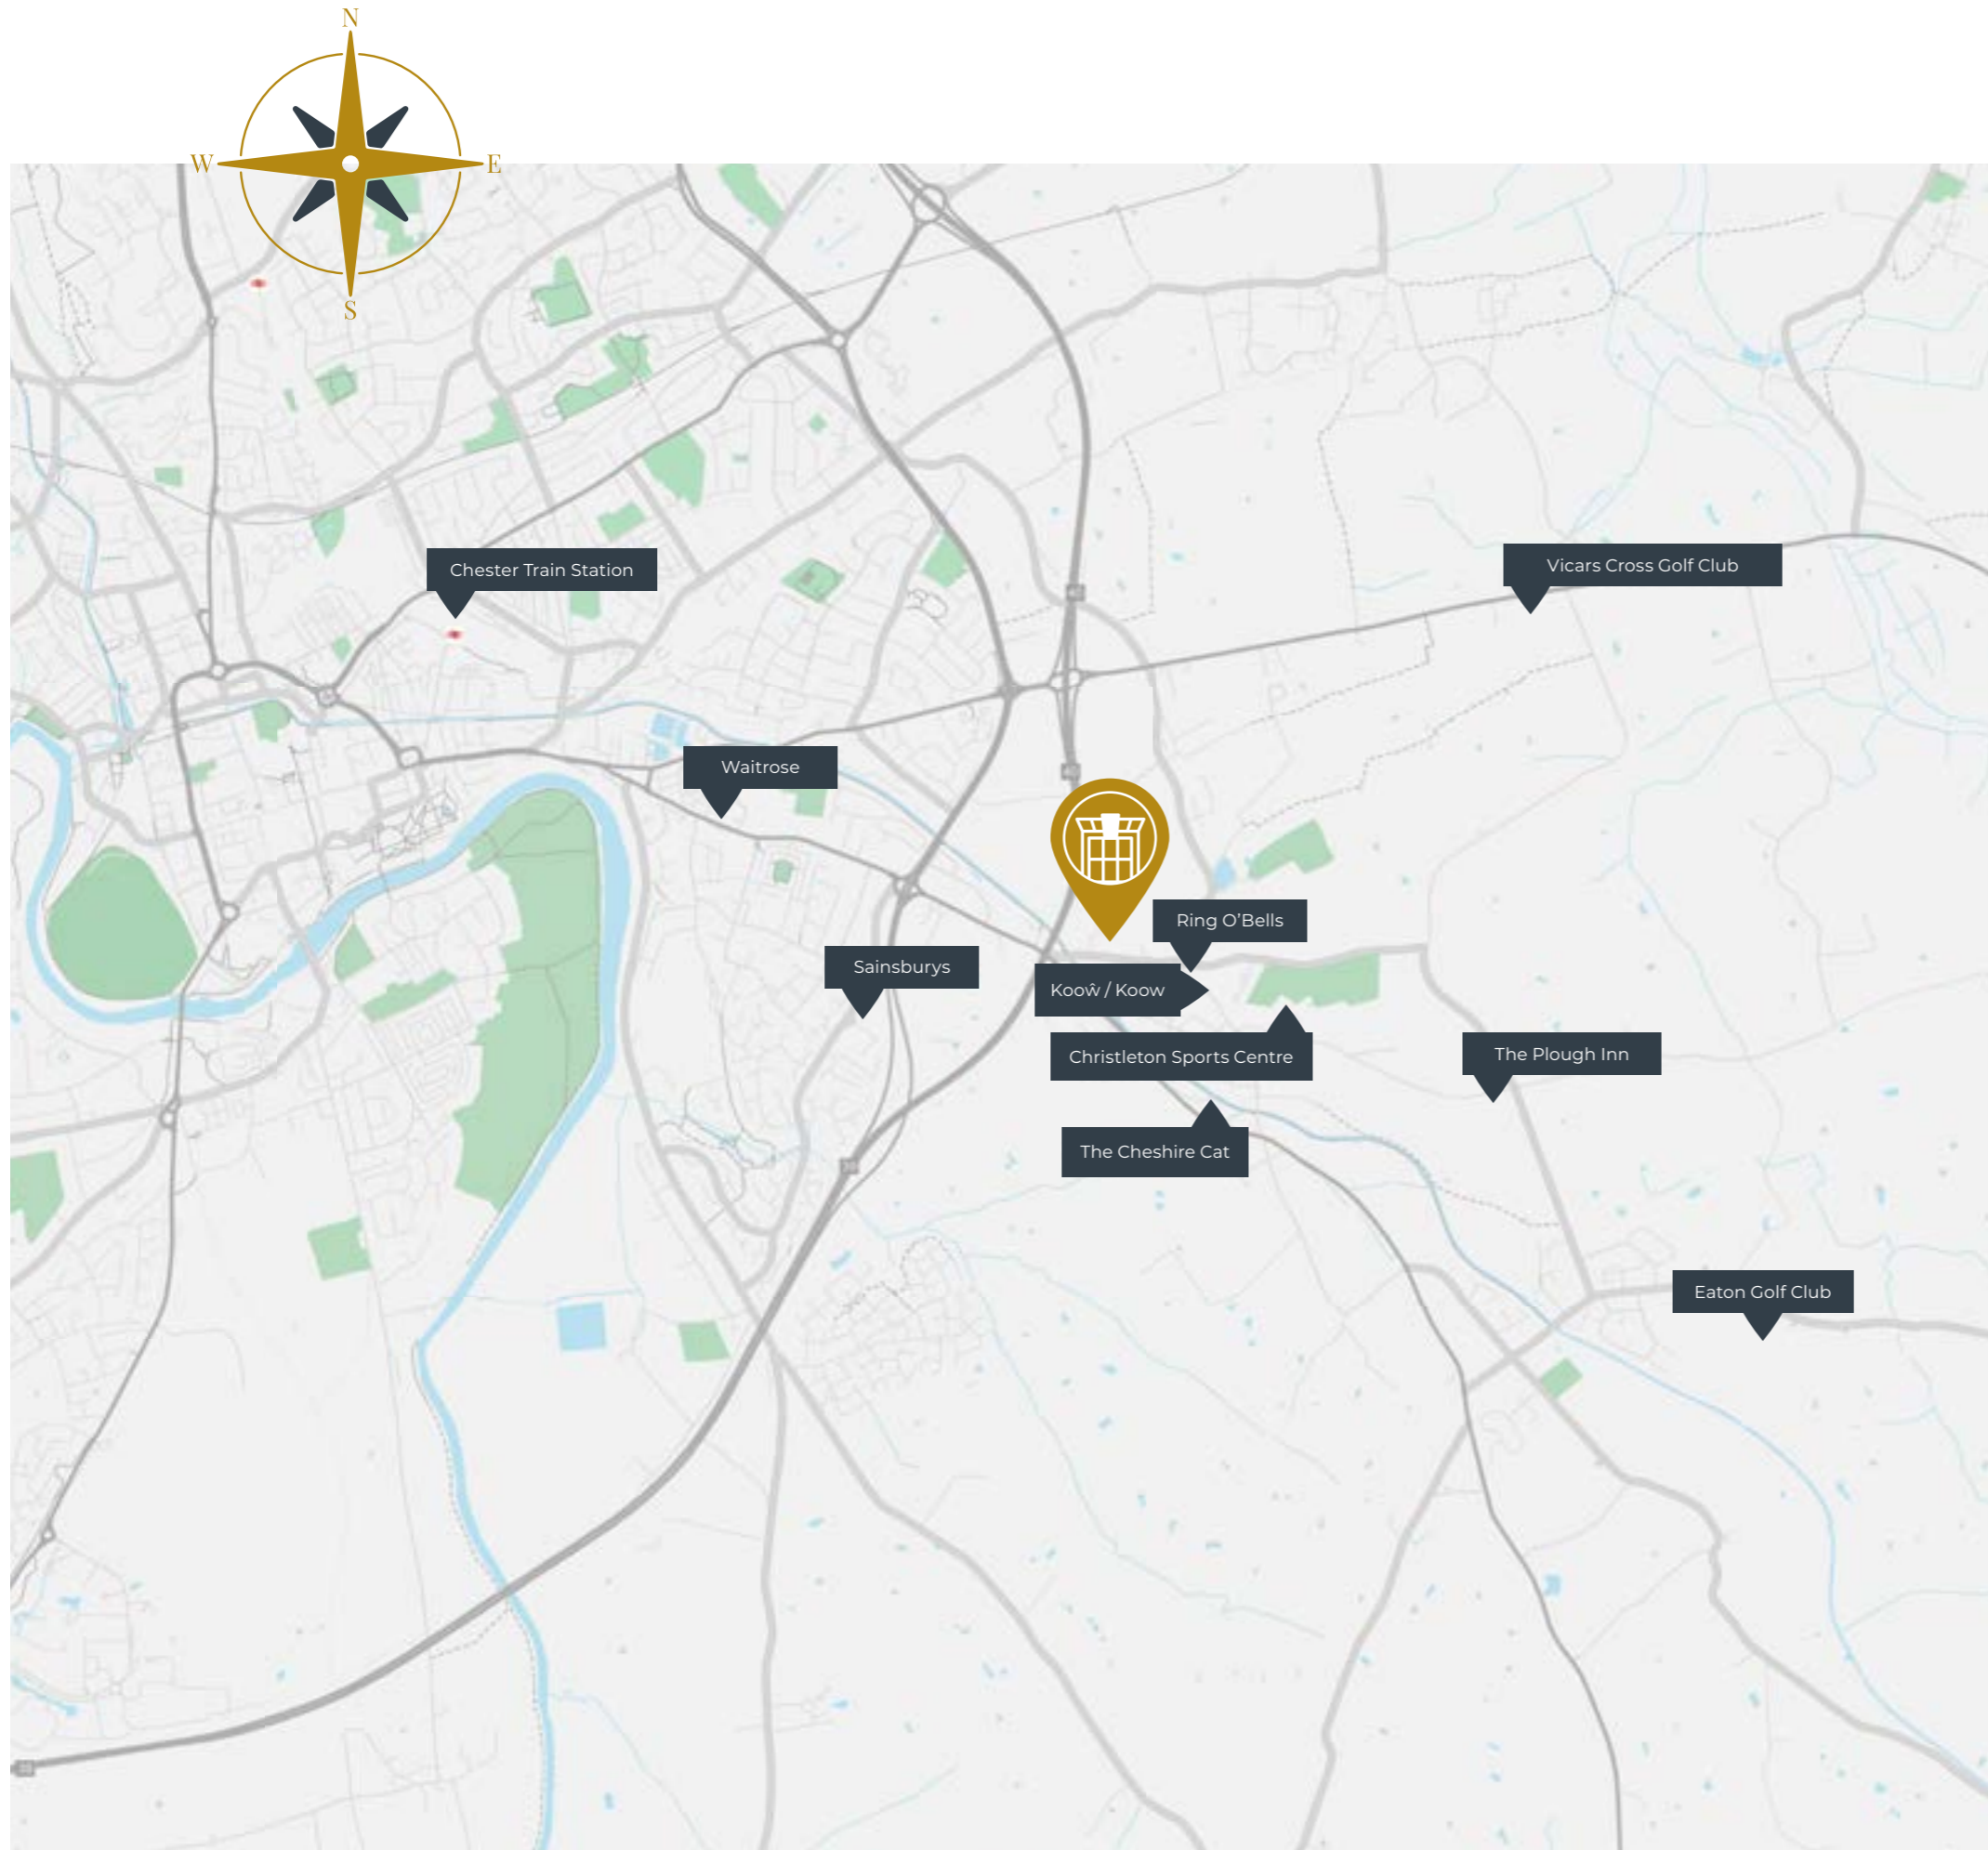 N
W
E
S
Chester Train Station
Vicars Cross Golf Club
Waitrose
Ring O’Bells
Sainsburys
Kooŵ / Koow
Christleton Sports Centre
The Plough Inn
The Cheshire Cat
Eaton Golf Club